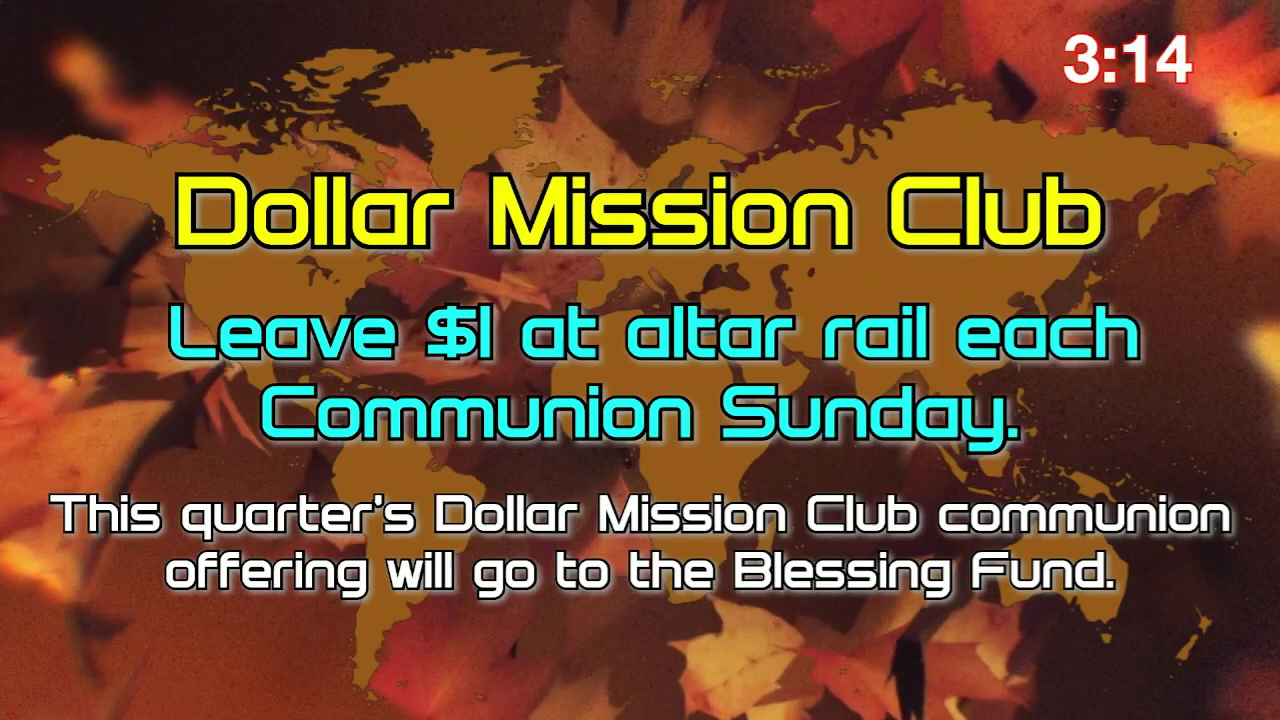 3:14
Dollar Mission Club
Leave $1 at altar rail each
Communion Sunday.
This quarter's Dollar Mission Club communion
offering will go to the Blessing Fund.